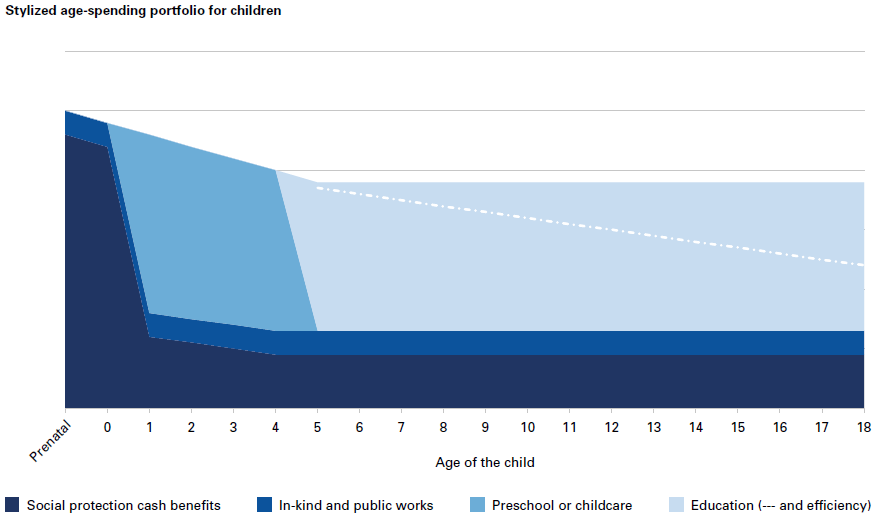 Stylized age-spending portfolio for children
Prenatal 0 1 2 3 4 5 6 7 8 9 10 11 12 13 14 15 16 17 18
Age of the child
Social protection cash benefits In-kind and public works Preschool or childcare Education (--- and efficiency)